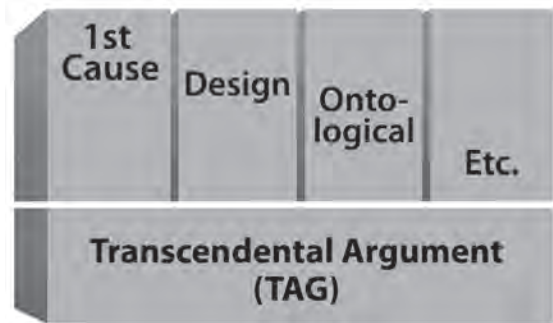 1st
Cause
Design
Onto-
logical
Etc.
Transcendental Argument
(TAG)